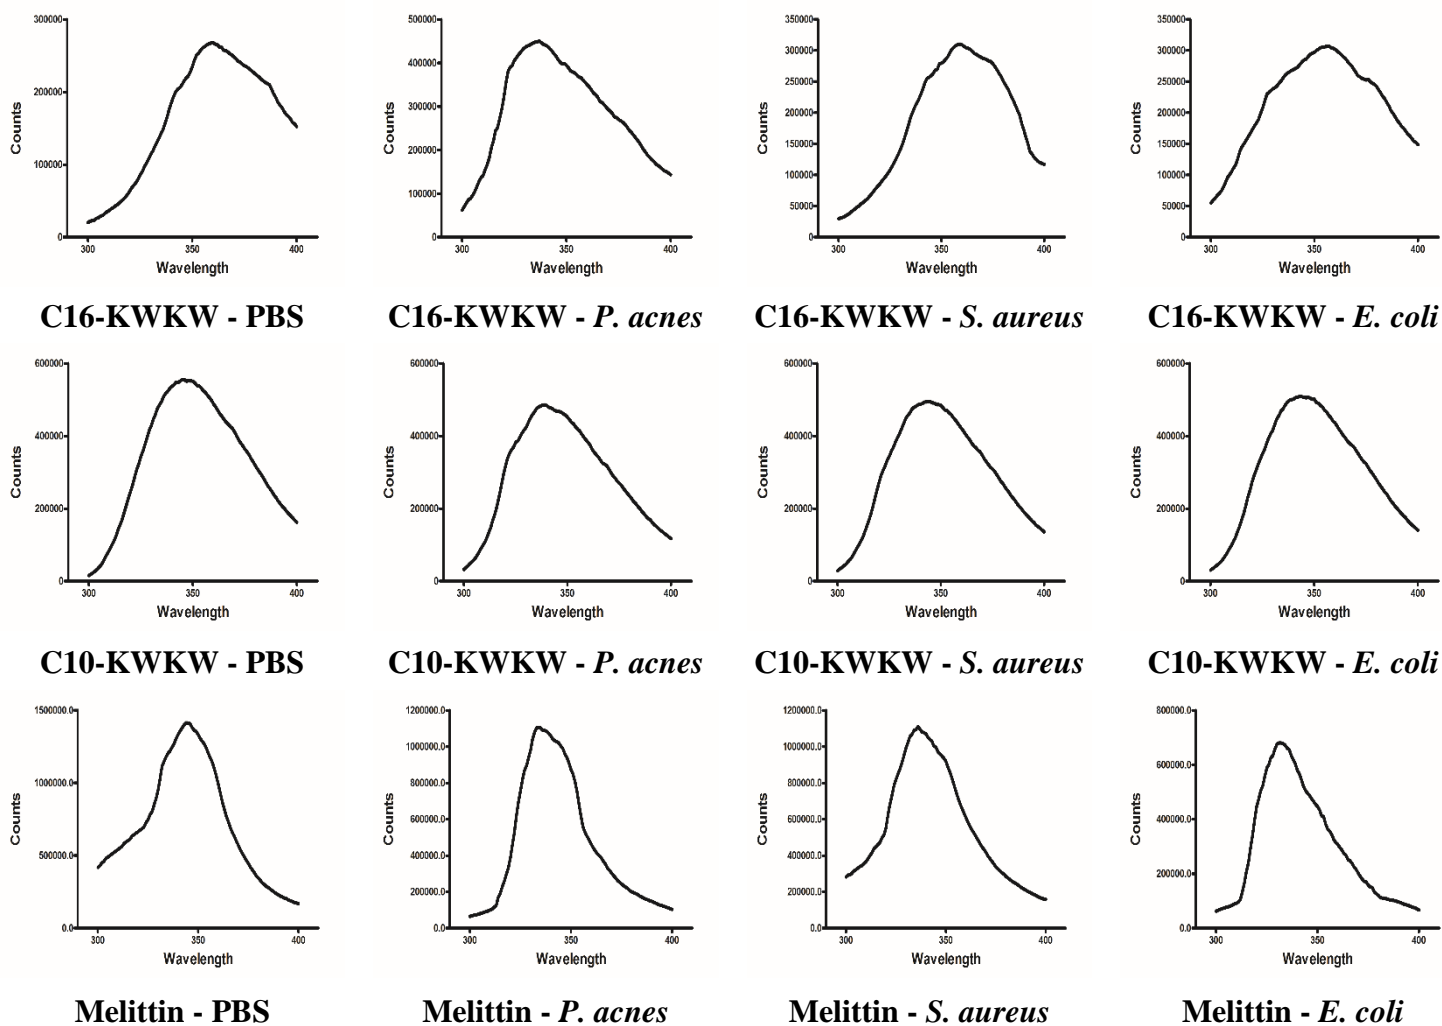 300000
200000
100000
0
Counts
300
350
400
Wavelength
C16-KWKW - PBS
500000
400000
300000
200000
100000
0
Counts
300
350
400
Wavelength
C16-KWKW - P. acnes
350000
300000
250000
200000
150000
100000
50000
0
Counts
300
350
400
Wavelength
C16-KWKW - S. aureus
350000
300000
250000
200000
150000
100000
50000
0
Counts
300
350
400
Wavelength
C16-KWKW - E. coli
600000
400000
200000
0
Counts
300
350
400
Wavelength
C10-KWKW - PBS
600000
400000
200000
0
Counts
300
350
400
Wavelength
C10-KWKW - P. acnes
600000
400000
200000
0
Counts
300
350
400
Wavelength
C10-KWKW - S. aureus
600000
400000
200000
0
Counts
300
350
400
Wavelength
C10-KWKW - E. coli
1500000.0
1000000.0
500000.0
0.0
Counts
300
350
400
Wavelength
Melittin - PBS
1200000.0
1000000.0
800000.0
600000.0
400000.0
200000.0
0.0
Counts
300
350
400
Wavelength
Melittin - P. acnes
1200000.0
1000000.0
800000.0
600000.0
400000.0
200000.0
0.0
Counts
300
350
400
Wavelength
Melittin - S. aureus
800000.0
600000.0
400000.0
200000.0
0.0
Counts
300
350
400
Wavelength
Melittin - E. coli